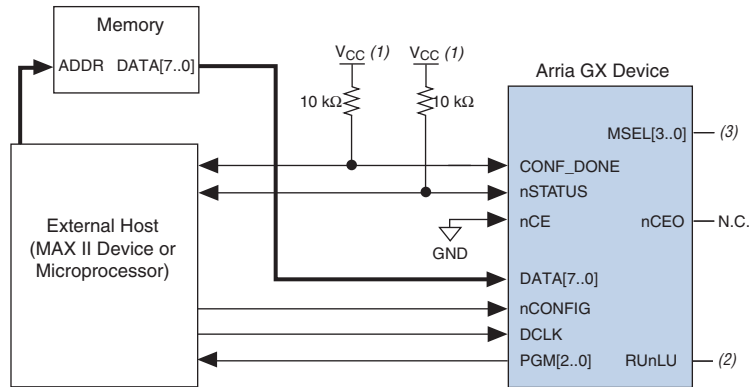 Memory
ADDR DATA[7..0]
VCC (1)
VCC (1)
10 kΩ
10 kΩ
Arria GX Device
MSEL[3..0]
(3)
CONF_DONE
nSTATUS
nCE
nCEO
N.C.
GND
External Host
(MAX II Device or
Microprocessor)
DATA[7..0]
nCONFIG
DCLK
PGM[2..0]
RUnLU
(2)